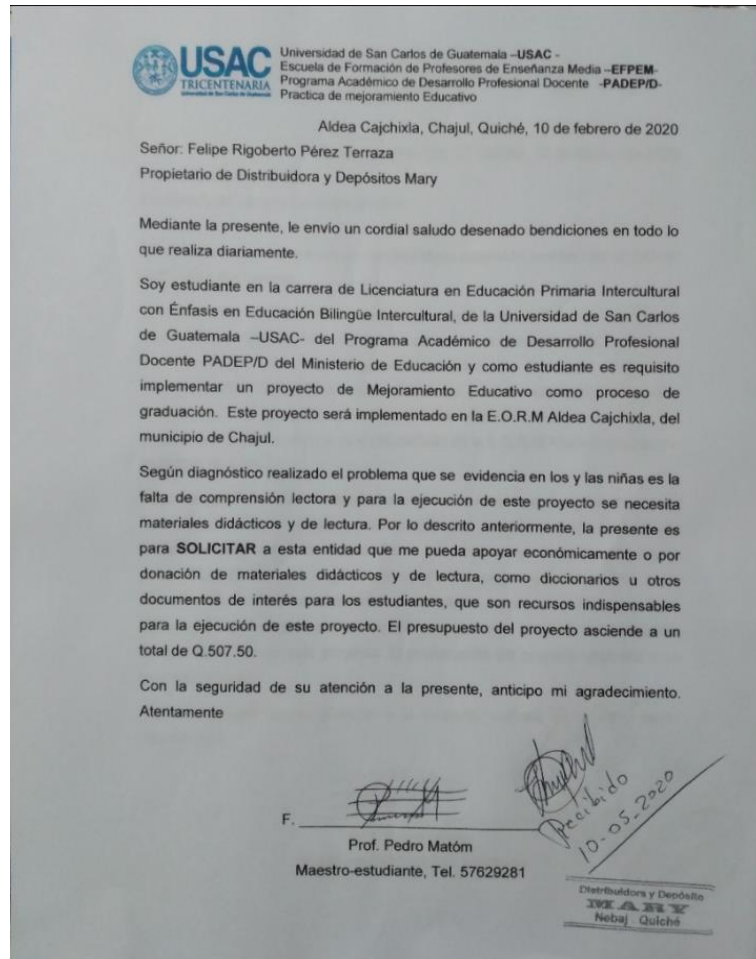 USAC
TRICENTENARIA
Universidad de San Carlos de Guatemala
Universidad de San Carlos de Guatemala –USAC -
Escuela de Formación de Profesores de Enseñanza Media –EFPEM-
Programa Académico de Desarrollo Profesional Docente -PADEP/D-
Practica de mejoramiento Educativo
Aldea Cajchixla, Chajul, Quiché, 10 de febrero de 2020
Señor: Felipe Rigoberto Pérez Terraza
Propietario de Distribuidora y Depósitos Mary
Mediante la presente, le envío un cordial saludo desenado bendiciones en todo lo
que realiza diariamente.
Soy estudiante en la carrera de Licenciatura en Educación Primaria Intercultural
con Énfasis en Educación Bilingüe Intercultural, de la Universidad de San Carlos
de Guatemala –USAC- del Programa Académico de Desarrollo Profesional
Docente PADEP/D del Ministerio de Educación y como estudiante es requisito
implementar un proyecto de Mejoramiento Educativo como proceso de
graduación. Este proyecto será implementado en la E.O.R.M Aldea Cajchixla, del
municipio de Chajul.
Según diagnóstico realizado el problema que se evidencia en los y las niñas es la
falta de comprensión lectora y para la ejecución de este proyecto se necesita
materiales didácticos y de lectura. Por lo descrito anteriormente, la presente es
para SOLICITAR a esta entidad que me pueda apoyar económicamente o por
donación de materiales didácticos y de lectura, como diccionarios u otros
documentos de interés para los estudiantes, que son recursos indispensables
para la ejecución de este proyecto. El presupuesto del proyecto asciende a un
total de Q.507.50.
Con la seguridad de su atención a la presente, anticipo mi agradecimiento.
Atentamente
F.
Recibido
10-05-2020
Prof. Pedro Matóm
Maestro-estudiante, Tel. 57629281
Distribuidora y Depósito
MARY
Nebaj Quiché